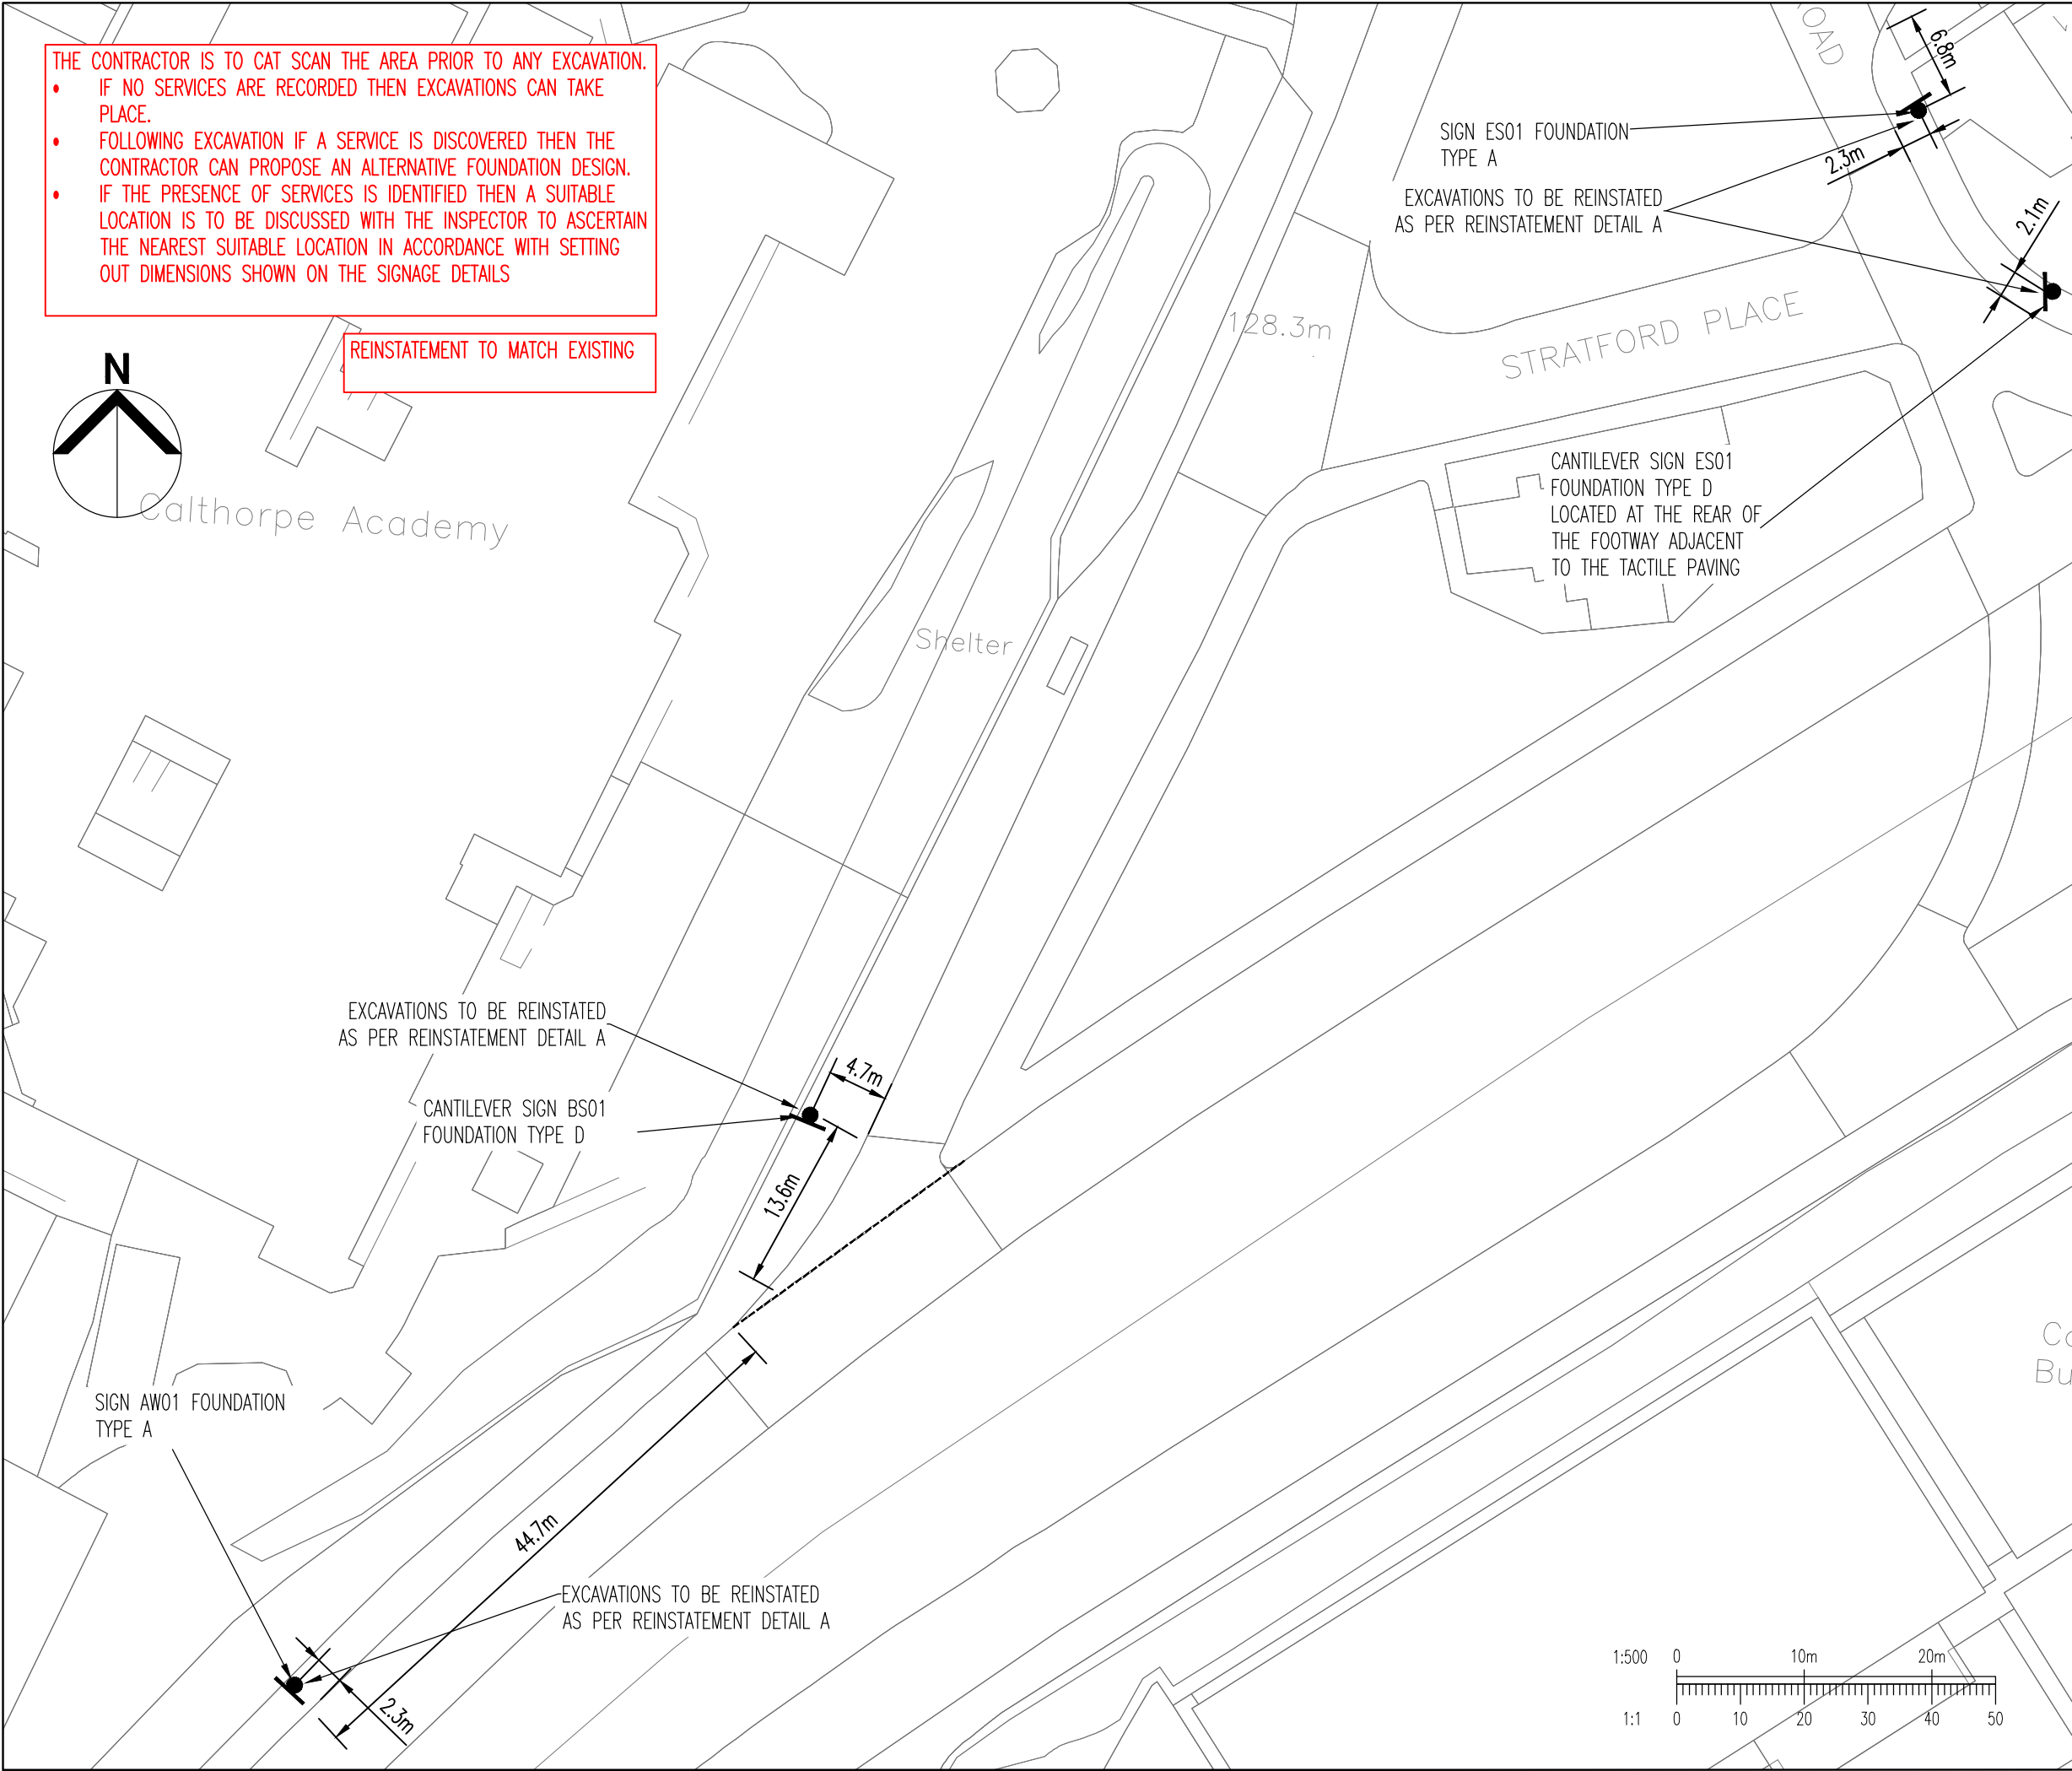 THE CONTRACTOR IS TO CAT SCAN THE AREA PRIOR TO ANY EXCAVATION.
• IF NO SERVICES ARE RECORDED THEN EXCAVATIONS CAN TAKE
PLACE.
• FOLLOWING EXCAVATION IF A SERVICE IS DISCOVERED THEN THE
CONTRACTOR CAN PROPOSE AN ALTERNATIVE FOUNDATION DESIGN.
• IF THE PRESENCE OF SERVICES IS IDENTIFIED THEN A SUITABLE
LOCATION IS TO BE DISCUSSED WITH THE INSPECTOR TO ASCERTAIN
THE NEAREST SUITABLE LOCATION IN ACCORDANCE WITH SETTING
OUT DIMENSIONS SHOWN ON THE SIGNAGE DETAILS
REINSTATEMENT TO MATCH EXISTING
N
Calthorpe Academy
OAD
6.8m
SIGN ES01 FOUNDATION
TYPE A
2.3m
EXCAVATIONS TO BE REINSTATED
AS PER REINSTATEMENT DETAIL A
2.1m
128.3m
STRATFORD PLACE
CANTILEVER SIGN ES01
FOUNDATION TYPE D
LOCATED AT THE REAR OF
THE FOOTWAY ADJACENT
TO THE TACTILE PAVING
Shelter
EXCAVATIONS TO BE REINSTATED
AS PER REINSTATEMENT DETAIL A
4.7m
CANTILEVER SIGN BS01
FOUNDATION TYPE D
13.6m
Co
Bu
SIGN AW01 FOUNDATION
TYPE A
44.7m
EXCAVATIONS TO BE REINSTATED
AS PER REINSTATEMENT DETAIL A
2.3m
1:500 0 10m 20m
1:1 0 10 20 30 40 50